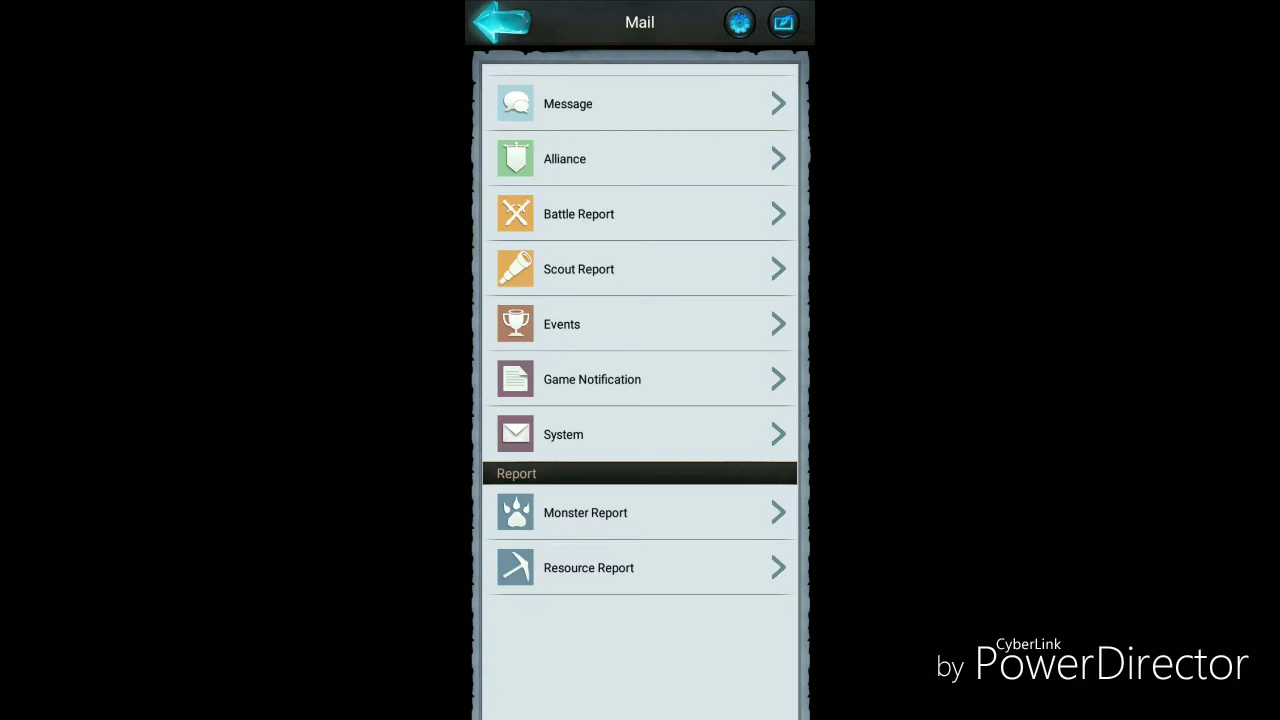 Mail
Message
Alliance
Battle Report
Scout Report
Events
Game Notification
System
Report
Monster Report
Resource Report
CyberLink
by PowerDirector